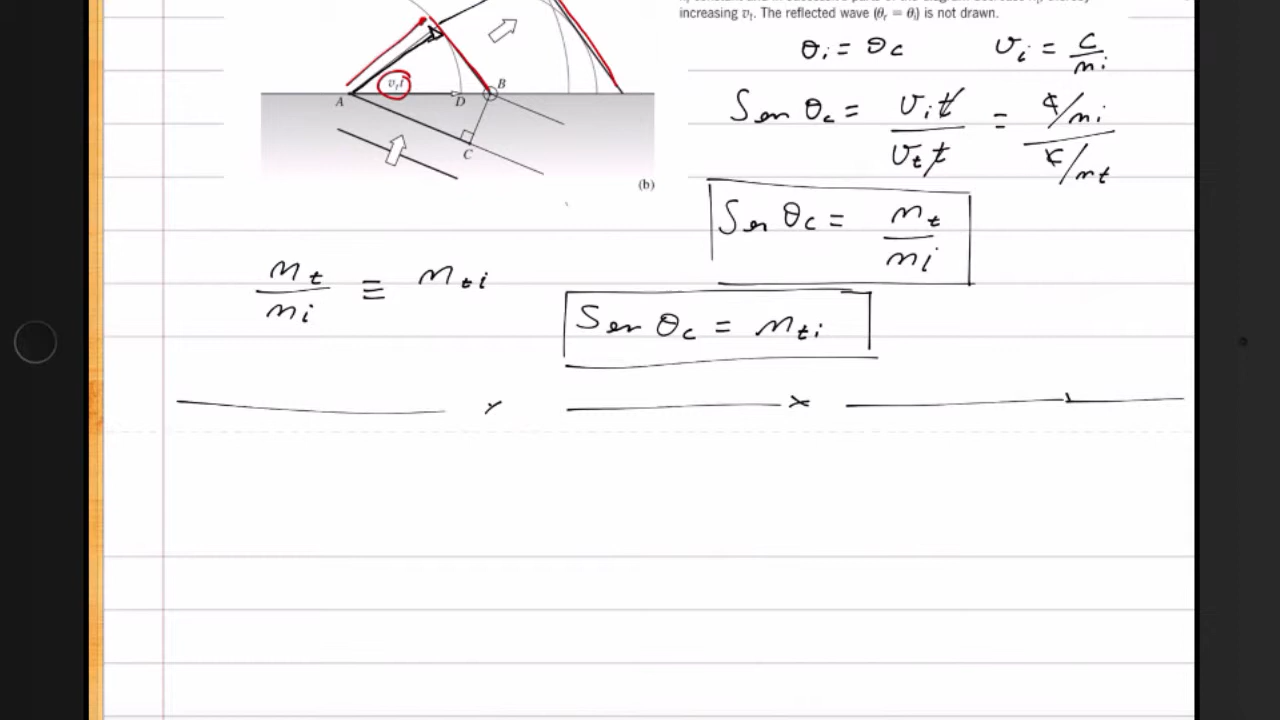 increasing vₜ. The reflected wave (θᵣ = θᵢ) is not drawn.
θi = θc vi = c/ni
Sen θc = vi t / vt t = c/ni / c/nt
vₜt
A D B
C
(b)
Sen θc = nt / ni
nt / ni ≡ nti
Sen θc = nti